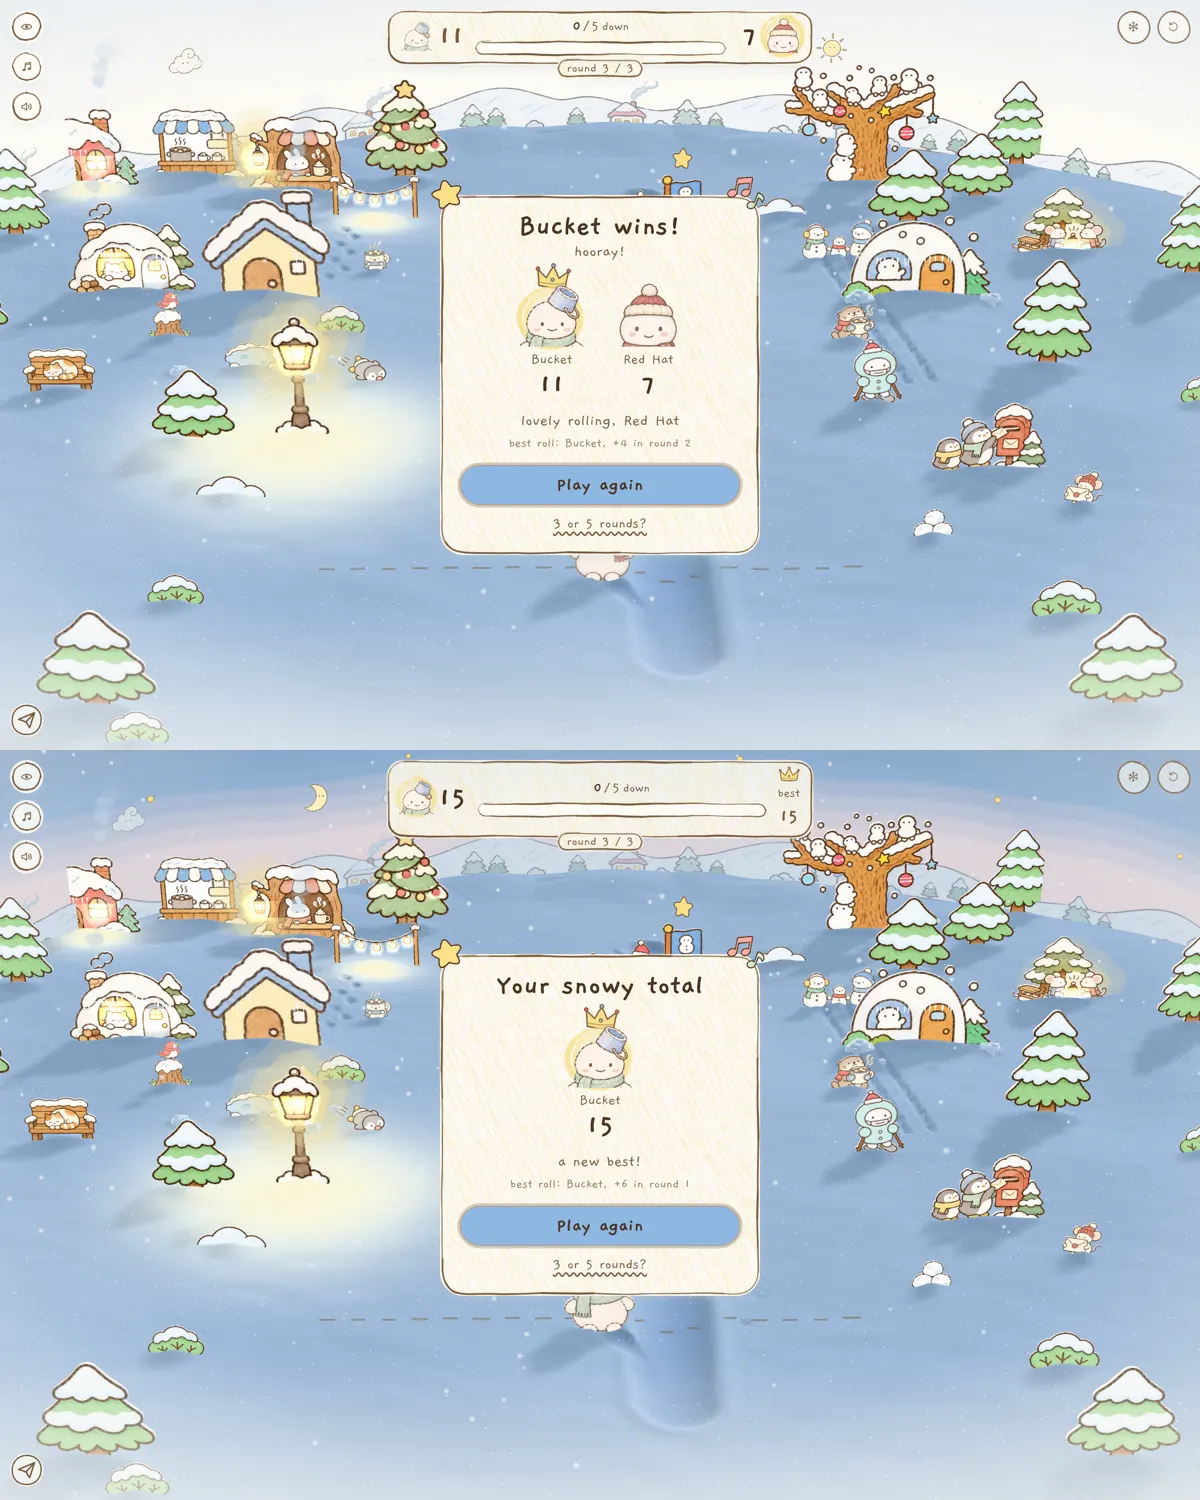 11
0/5 down
7
round 3 / 3
Bucket wins!
hooray!
Bucket
Red Hat
11
7
lovely rolling, Red Hat
best roll: Bucket, +4 in round 2
Play again
3 or 5 rounds?
15
0/5 down
best
15
round 3 / 3
Your snowy total
Bucket
15
a new best!
best roll: Bucket, +6 in round 1
Play again
3 or 5 rounds?